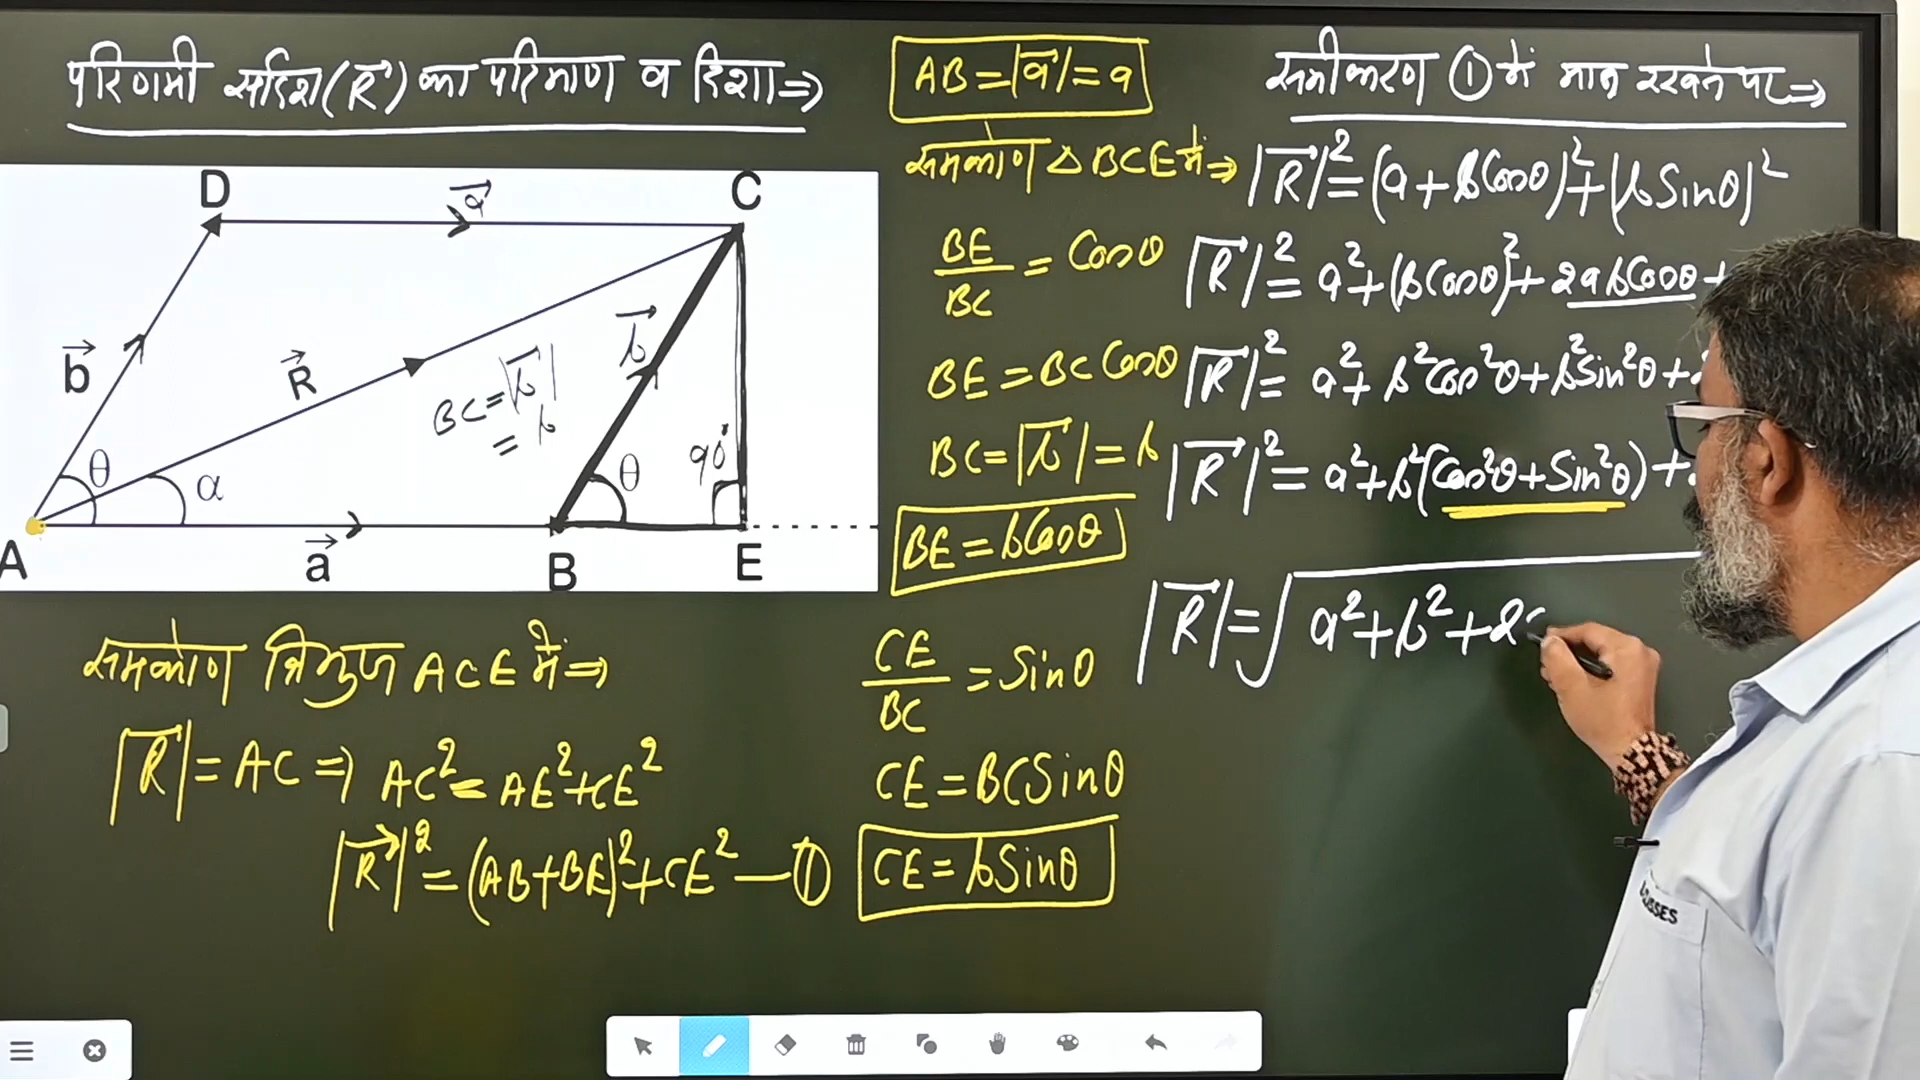 परिणामी सदिश (R⃗) का परिमाण व दिशा ⇒
D
a⃗
C
b⃗
R⃗
BC = |b⃗|
= b
b⃗
θ
α
θ
90°
A
a⃗
B
E
समकोण त्रिभुज ACE में ⇒
|R⃗| = AC ⇒ AC² = AE² + CE²
|R⃗|² = (AB + BE)² + CE² — ①
AB = |a⃗| = a
समकोण △ BCE में ⇒
BE/BC = Cosθ
BE = BC Cosθ
BC = |b⃗| = b
BE = bCosθ
CE/BC = Sinθ
CE = BC Sinθ
CE = bSinθ
समीकरण ① में मान रखने पर ⇒
|R⃗|² = (a + bCosθ)² + (bSinθ)²
|R⃗|² = a² + (bCosθ)² + 2abCosθ +
|R⃗|² = a² + b²Cos²θ + b²Sin²θ +
|R⃗|² = a² + b²(Cos²θ + Sin²θ) +
|R⃗| = √a² + b² + 2